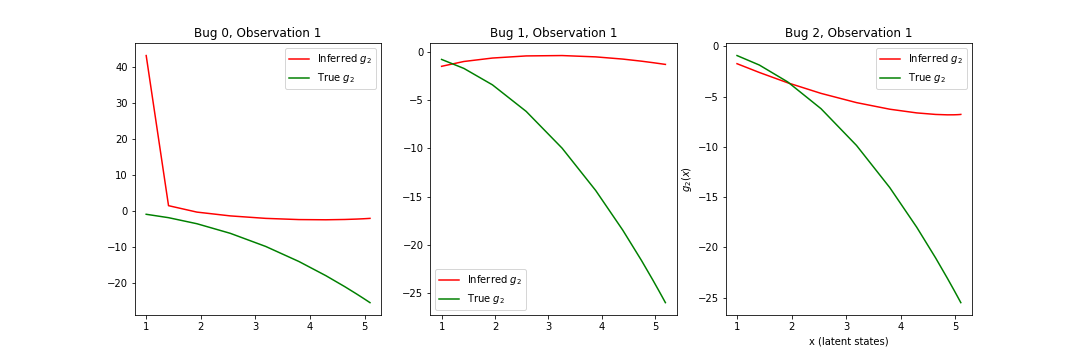 Bug 0, Observation 1
Inferred g₂
True g₂
40
30
20
10
0
−10
−20
1 2 3 4 5
Bug 1, Observation 1
0
−5
−10
−15
−20
−25
Inferred g₂
True g₂
1 2 3 4 5
Bug 2, Observation 1
Inferred g₂
True g₂
g₂(x)
0
−5
−10
−15
−20
−25
1 2 3 4 5
x (latent states)